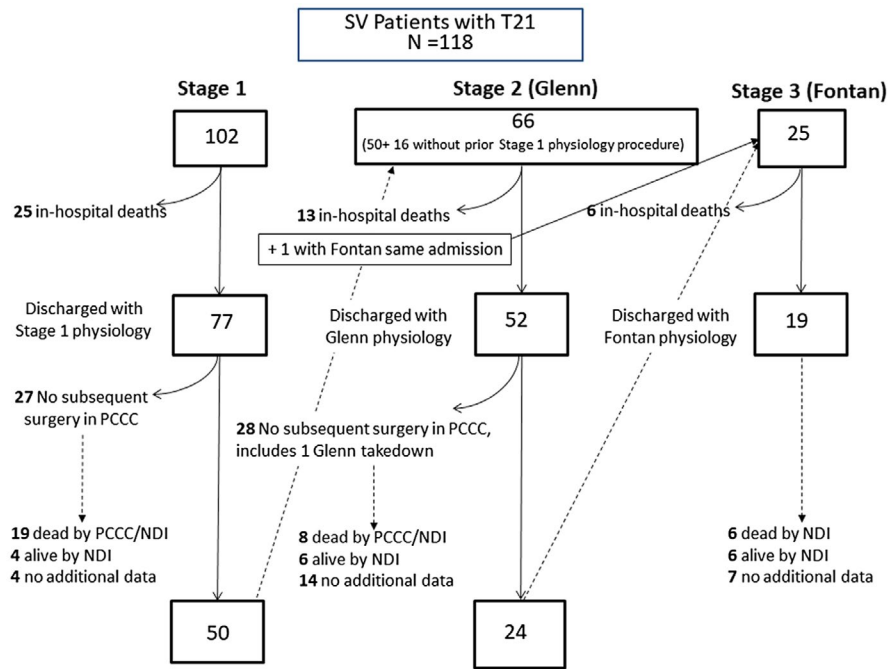 SV Patients with T21
N =118
Stage 1
102
25 in-hospital deaths
Discharged with
Stage 1 physiology
77
27 No subsequent
surgery in PCCC
19 dead by PCCC/NDI
4 alive by NDI
4 no additional data
50
Stage 2 (Glenn)
66
(50+ 16 without prior Stage 1 physiology procedure)
13 in-hospital deaths
+ 1 with Fontan same admission
Discharged with
Glenn physiology
52
28 No subsequent surgery in PCCC,
includes 1 Glenn takedown
8 dead by PCCC/NDI
6 alive by NDI
14 no additional data
24
Stage 3 (Fontan)
25
6 in-hospital deaths
Discharged with
Fontan physiology
19
6 dead by NDI
6 alive by NDI
7 no additional data